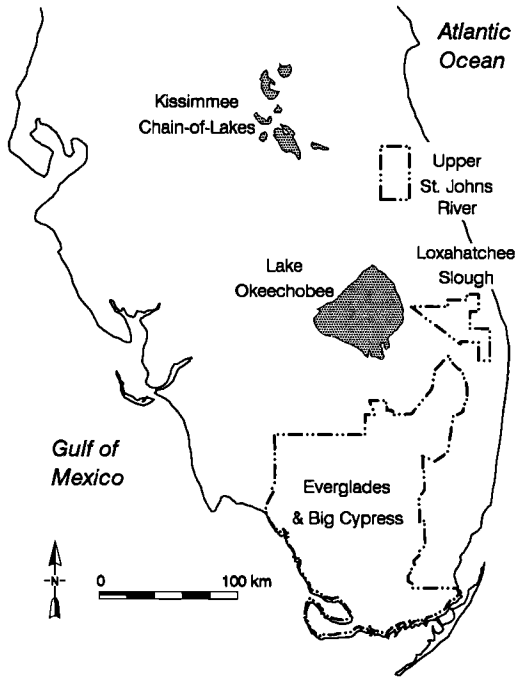 Atlantic
Ocean
Kissimmee
Chain-of-Lakes
Upper
St. Johns
River
Loxahatchee
Slough
Lake
Okeechobee
Gulf of
Mexico
Everglades
& Big Cypress
N
0 100 km